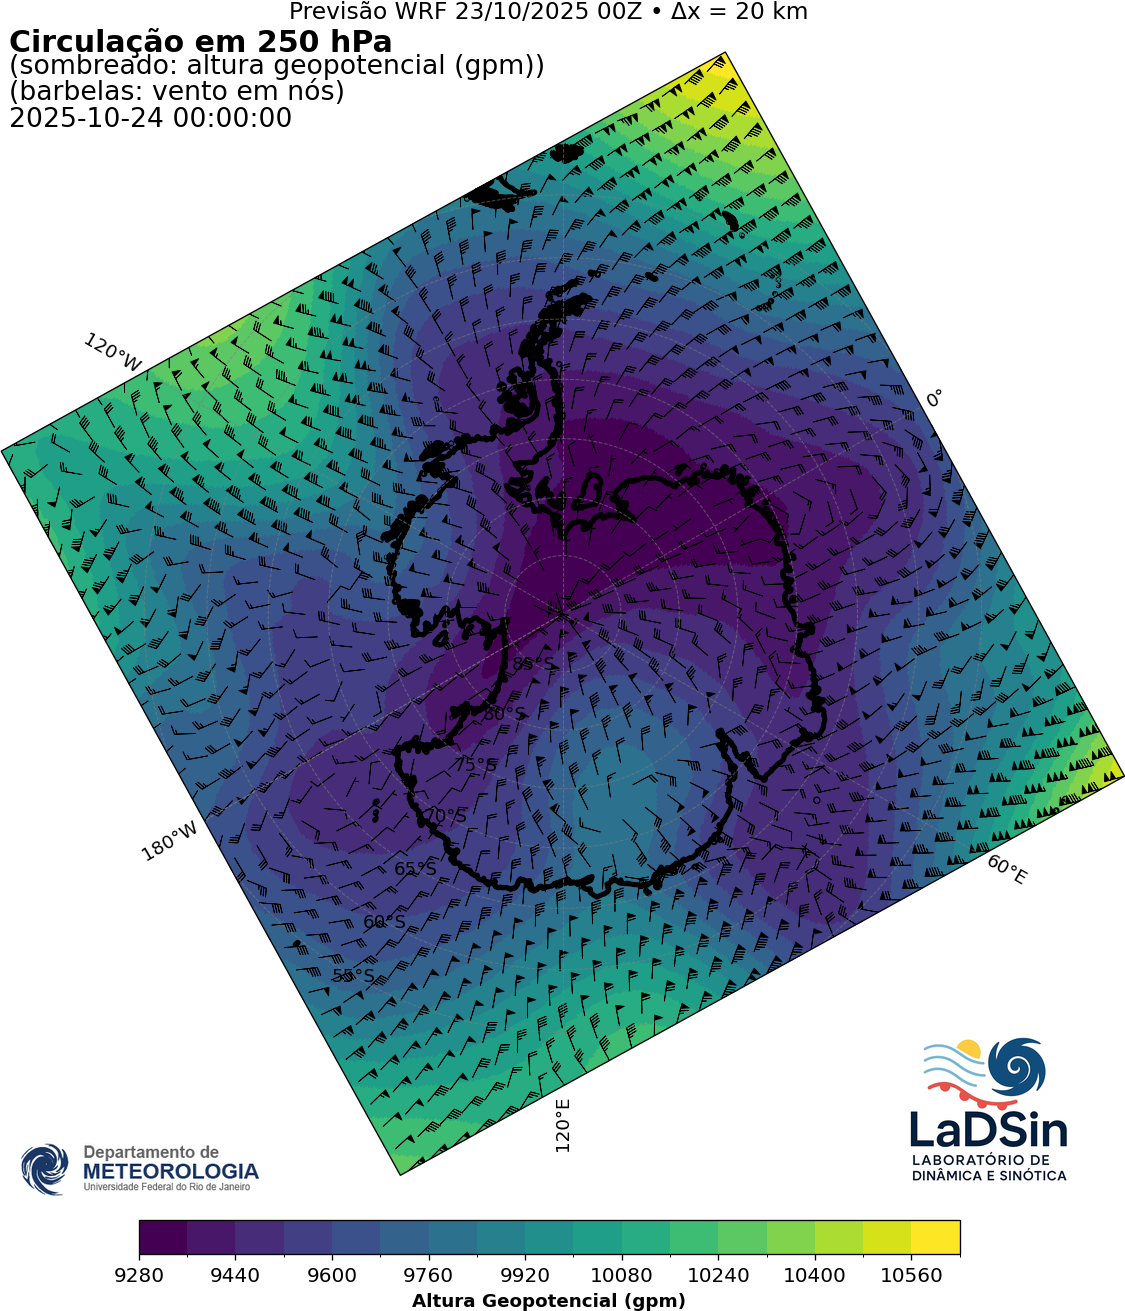 Previsão WRF 23/10/2025 00Z • Δx = 20 km
Circulação em 250 hPa
(sombreado: altura geopotencial (gpm))
(barbelas: vento em nós)
2025-10-24 00:00:00
120°W
0°
85°S
80°S
75°S
70°S
65°S
180°W
60°E
60°S
55°S
120°E
LaDSin
LABORATÓRIO DE
DINÂMICA E SINÓTICA
Departamento de
METEOROLOGIA
Universidade Federal do Rio de Janeiro
9280 9440 9600 9760 9920 10080 10240 10400 10560
Altura Geopotencial (gpm)